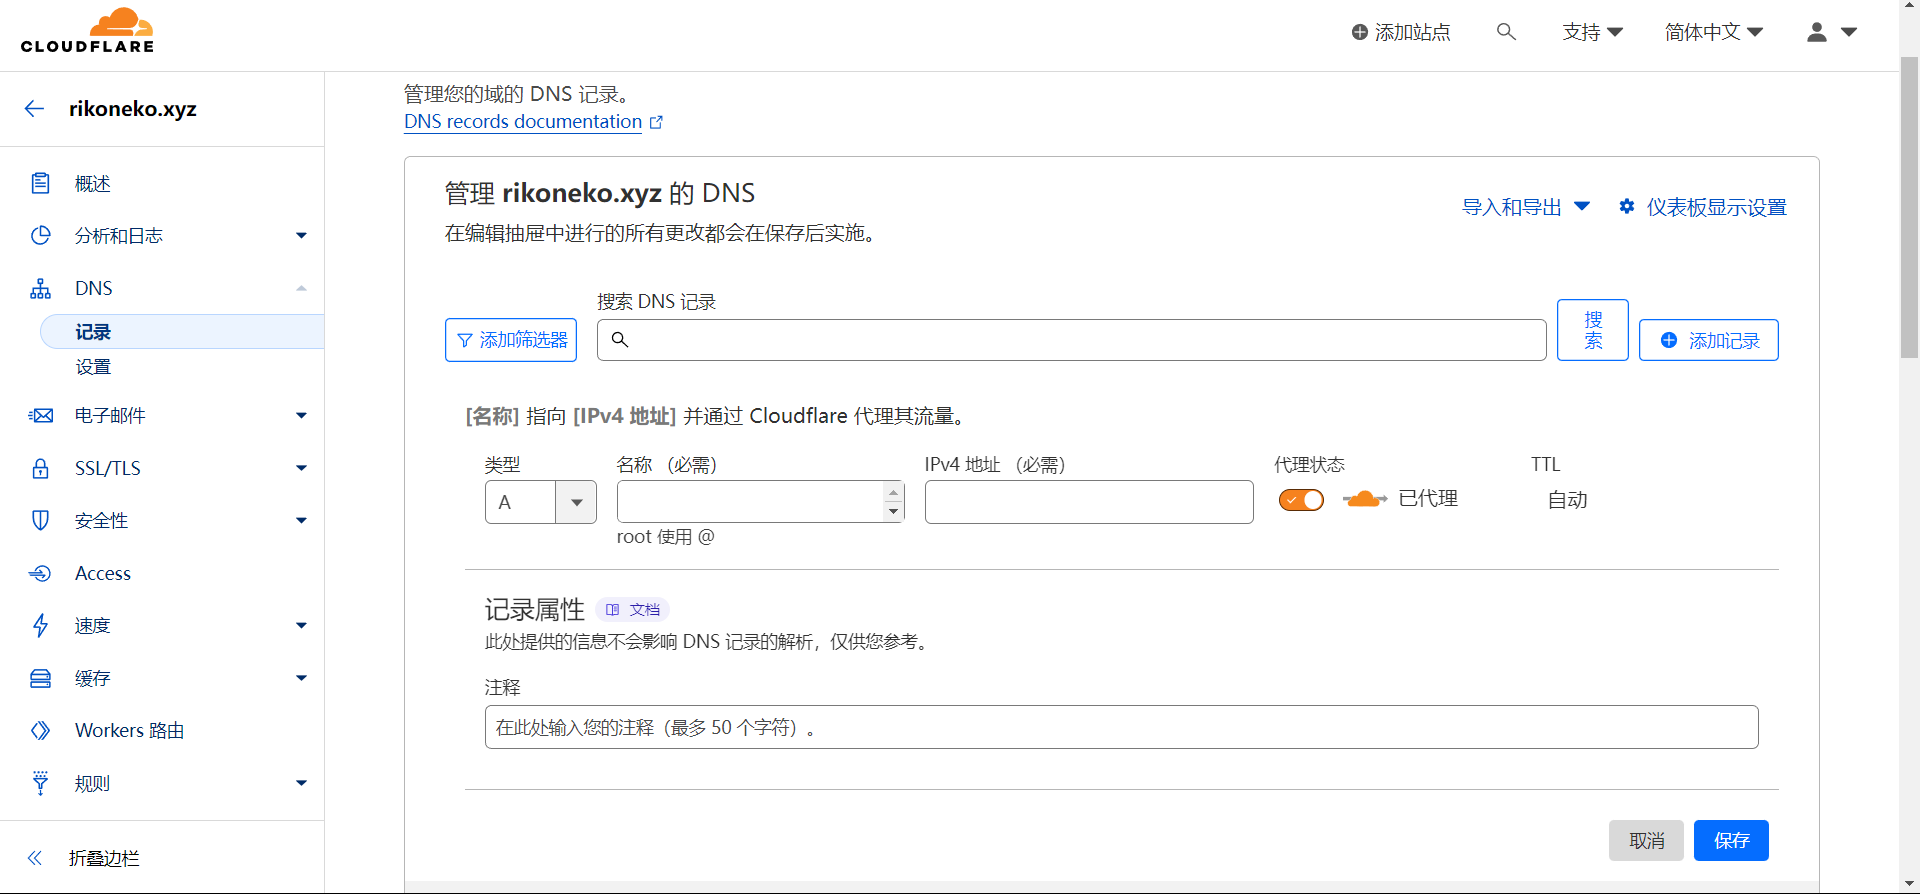 CLOUDFLARE
添加站点
支持
简体中文
rikoneko.xyz
概述
分析和日志
DNS
记录
设置
电子邮件
SSL/TLS
安全性
Access
速度
缓存
Workers 路由
规则
折叠边栏
管理您的域的 DNS 记录。
DNS records documentation
管理 rikoneko.xyz 的 DNS
在编辑抽屉中进行的所有更改都会在保存后实施。
导入和导出
仪表板显示设置
添加筛选器
搜索 DNS 记录
搜
索
添加记录
[名称] 指向 [IPv4 地址] 并通过 Cloudflare 代理其流量。
类型
A
名称 （必需）
root 使用 @
IPv4 地址 （必需）
代理状态
已代理
TTL
自动
记录属性
文档
此处提供的信息不会影响 DNS 记录的解析，仅供您参考。
注释
在此处输入您的注释（最多 50 个字符）。
取消
保存